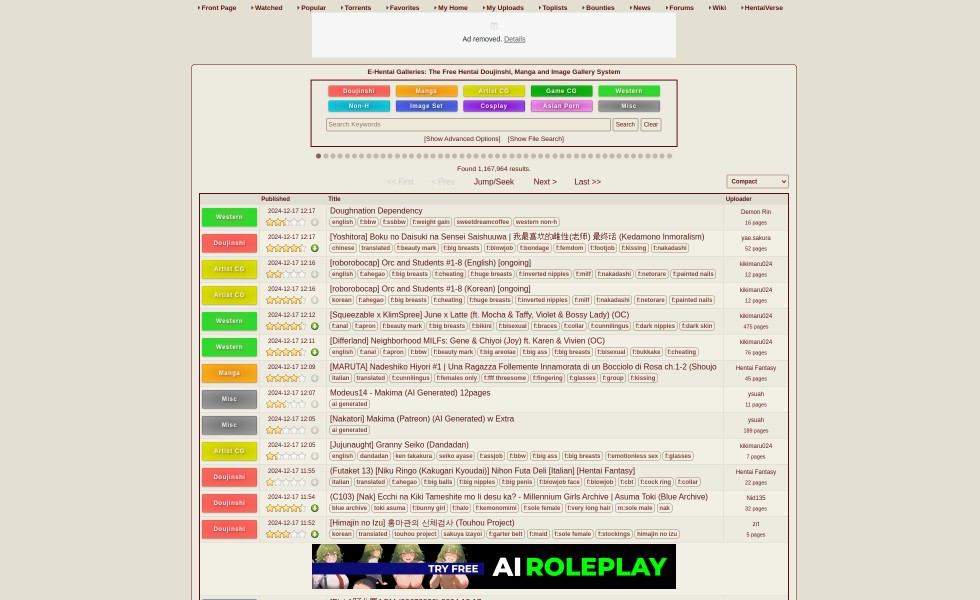 Front Page Watched Popular Torrents Favorites My Home My Uploads Toplists Bounties News Forums Wiki HentaiVerse
Ad removed. Details
E-Hentai Galleries: The Free Hentai Doujinshi, Manga and Image Gallery System
Doujinshi Manga Artist CG Game CG Western
Non-H Image Set Cosplay Asian Porn Misc
Search Keywords Search Clear
[Show Advanced Options] [Show File Search]
Found 1,167,964 results.
<< First < Prev Jump/Seek Next > Last >> Compact
Published Title Uploader
Western 2024-12-17 12:17 Doughnation Dependency Demon Rin
english f:bbw f:ssbbw f:weight gain sweetdreamcoffee western non-h 16 pages
Doujinshi 2024-12-17 12:17 [Yoshitora] Boku no Daisuki na Sensei Saishuuwa | 我最喜欢的雌性(老师) 最终话 (Kedamono Inmoralism) yae.sakura
chinese translated f:beauty mark f:big breasts f:blowjob f:bondage f:femdom f:footjob f:kissing f:nakadashi 52 pages
Artist CG 2024-12-17 12:16 [roborobocap] Orc and Students #1-8 (English) [ongoing] kikimaru024
english f:ahegao f:big breasts f:cheating f:huge breasts f:inverted nipples f:milf f:nakadashi f:netorare f:painted nails 12 pages
Artist CG 2024-12-17 12:16 [roborobocap] Orc and Students #1-8 (Korean) [ongoing] kikimaru024
korean f:ahegao f:big breasts f:cheating f:huge breasts f:inverted nipples f:milf f:nakadashi f:netorare f:painted nails 12 pages
Western 2024-12-17 12:12 [Squeezable x KlimSpree] June x Latte (ft. Mocha & Taffy, Violet & Bossy Lady) (OC) kikimaru024
f:anal f:apron f:beauty mark f:big breasts f:bikini f:bisexual f:braces f:collar f:cunnilingus f:dark nipples f:dark skin 475 pages
Western 2024-12-17 12:11 [Differland] Neighborhood MILFs: Gene & Chiyoi (Joy) ft. Karen & Vivien (OC) kikimaru024
english f:anal f:apron f:bbw f:beauty mark f:big areolae f:big ass f:big breasts f:bisexual f:bukkake f:cheating 76 pages
Manga 2024-12-17 12:09 [MARUTA] Nadeshiko Hiyori #1 | Una Ragazza Follemente Innamorata di un Bocciolo di Rosa ch.1-2 (Shoujo Hentai Fantasy
italian translated f:cunnilingus f:females only f:fff threesome f:fingering f:glasses f:group f:kissing 45 pages
Misc 2024-12-17 12:07 Modeus14 - Makima (AI Generated) 12pages ysuah
ai generated 11 pages
Misc 2024-12-17 12:05 [Nakatori] Makima (Patreon) (AI Generated) w Extra ysuah
ai generated 189 pages
Artist CG 2024-12-17 12:05 [Jujunaught] Granny Seiko (Dandadan) kikimaru024
english dandadan ken takakura seiko ayase f:assjob f:bbw f:big ass f:big breasts f:emotionless sex f:glasses 7 pages
Doujinshi 2024-12-17 11:55 (Futaket 13) [Niku Ringo (Kakugari Kyoudai)] Nihon Futa Deli [Italian] [Hentai Fantasy] Hentai Fantasy
italian translated f:ahegao f:big balls f:big nipples f:big penis f:blowjob face f:blowjob f:cbt f:cock ring f:collar 22 pages
Doujinshi 2024-12-17 11:54 (C103) [Nak] Ecchi na Kiki Tameshite mo Ii desu ka? - Millennium Girls Archive | Asuma Toki (Blue Archive) Nid135
blue archive toki asuma f:bunny girl f:halo f:kemonomimi f:sole female f:very long hair m:sole male nak 32 pages
Doujinshi 2024-12-17 11:52 [Himajin no Izu] 홍마관의 신체검사 (Touhou Project) zrt
korean translated touhou project sakuya izayoi f:garter belt f:maid f:sole female f:stockings himajin no izu 5 pages
TRY FREE AI ROLEPLAY